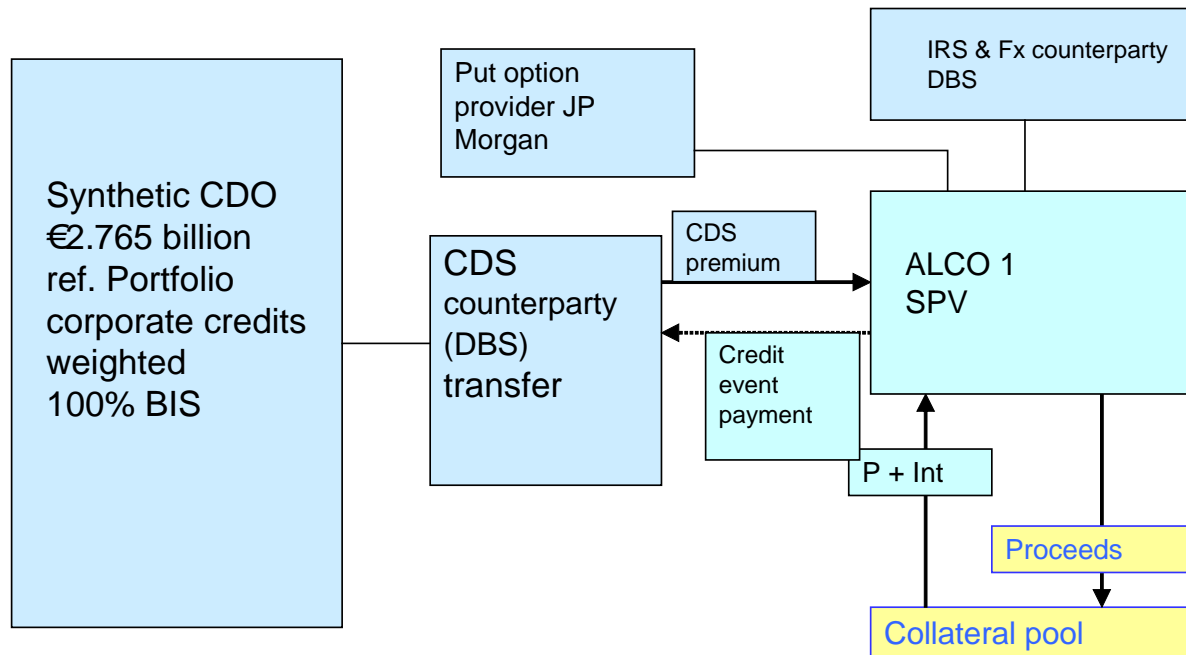 Synthetic CDO
€2.765 billion
ref. Portfolio
corporate credits
weighted
100% BIS
Put option
provider JP
Morgan
IRS & Fx counterparty
DBS
CDS
counterparty
(DBS)
transfer
CDS
premium
ALCO 1
SPV
Credit
event
payment
P + Int
Proceeds
Collateral pool